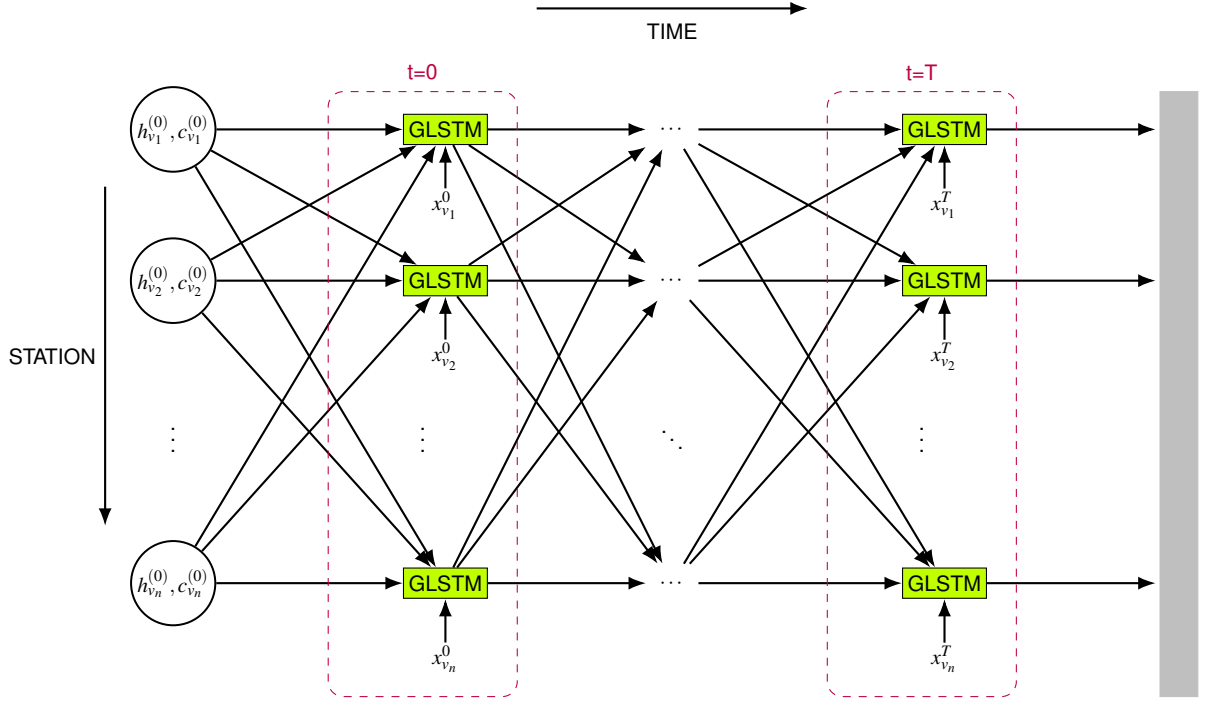 TIME
t=0
t=T
h_{v_1}^{(0)}, c_{v_1}^{(0)}
GLSTM
⋯
GLSTM
x_{v_1}^0
x_{v_1}^T
h_{v_2}^{(0)}, c_{v_2}^{(0)}
GLSTM
⋯
GLSTM
x_{v_2}^0
x_{v_2}^T
STATION
⋮
⋮
⋱
⋮
h_{v_n}^{(0)}, c_{v_n}^{(0)}
GLSTM
⋯
GLSTM
x_{v_n}^0
x_{v_n}^T